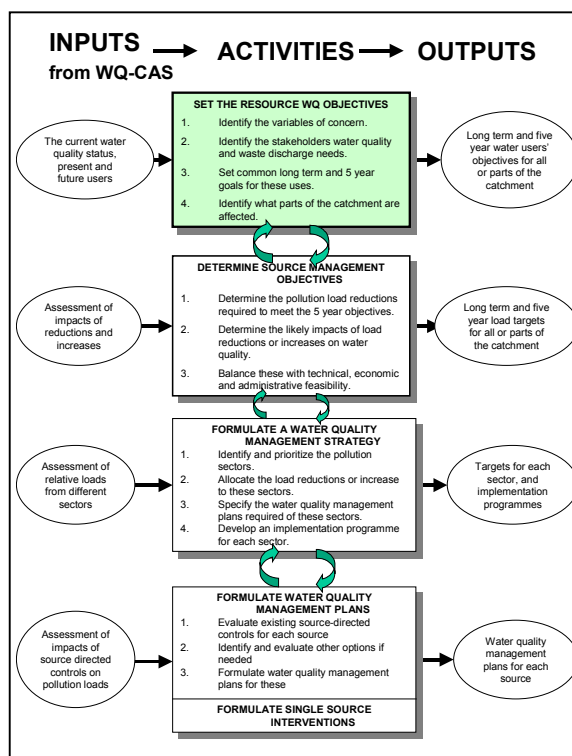 INPUTS
from WQ-CAS
ACTIVITIES
OUTPUTS
The current water
quality status,
present and
future users
SET THE RESOURCE WQ OBJECTIVES
1. Identify the variables of concern.
2. Identify the stakeholders water quality
and waste discharge needs.
3. Set common long term and 5 year
goals for these uses.
4. Identify what parts of the catchment are
affected.
Long term and five
year water users'
objectives for all
or parts of the
catchment
Assessment of
impacts of
reductions and
increases
DETERMINE SOURCE MANAGEMENT
OBJECTIVES
1. Determine the pollution load reductions
required to meet the 5 year objectives.
2. Determine the likely impacts of load
reductions or increases on water
quality.
3. Balance these with technical, economic
and administrative feasibility.
Long term and five
year load targets
for all or parts of
the catchment
Assessment of
relative loads
from different
sectors
FORMULATE A WATER QUALITY
MANAGEMENT STRATEGY
1. Identify and prioritize the pollution
sectors.
2. Allocate the load reductions or increase
to these sectors.
3. Specify the water quality management
plans required of these sectors.
4. Develop an implementation programme
for each sector.
Targets for each
sector, and
implementation
programmes
Assessment of
impacts of
source directed
controls on
pollution loads
FORMULATE WATER QUALITY
MANAGEMENT PLANS
1. Evaluate existing source-directed
controls for each source
2. Identify and evaluate other options if
needed
3. Formulate water quality management
plans for these
FORMULATE SINGLE SOURCE
INTERVENTIONS
Water quality
management
plans for each
source